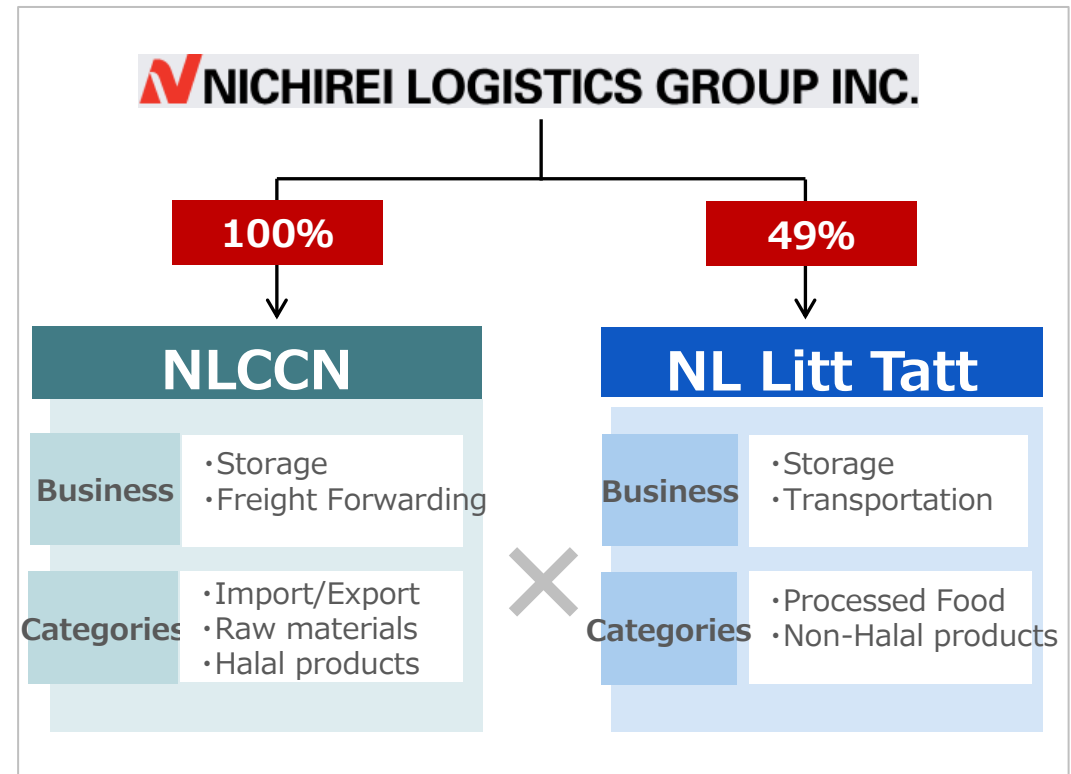 NICHIREI LOGISTICS GROUP INC.
100%
49%
NLCCN
Business
・Storage
・Freight Forwarding
Categories
・Import/Export
・Raw materials
・Halal products
×
NL Litt Tatt
Business
・Storage
・Transportation
Categories
・Processed Food
・Non-Halal products